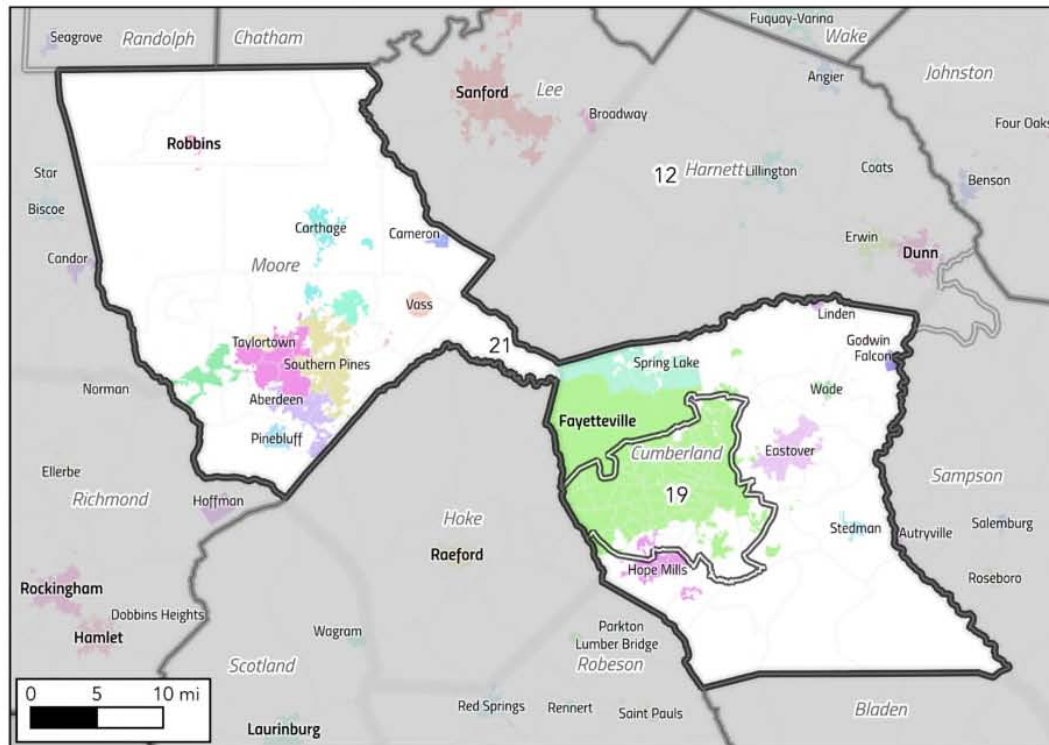 Seagrove
Randolph
Chatham
Fuquay-Varina
Wake
Angier
Johnston
Sanford
Lee
Broadway
Four Oaks
Robbins
12
Harnett
Lillington
Coats
Benson
Star
Biscoe
Carthage
Cameron
Erwin
Dunn
Candor
Moore
Vass
Linden
Taylortown
21
Godwin
Falcon
Southern Pines
Spring Lake
Norman
Aberdeen
Wade
Fayetteville
Pinebluff
Cumberland
Eastover
Ellerbe
Richmond
Hoffman
19
Sampson
Hoke
Stedman
Salemburg
Autryville
Raeford
Hope Mills
Roseboro
Rockingham
Dobbins Heights
Hamlet
Wagram
Parkton
Lumber Bridge
Scotland
Robeson
0 5 10 mi
Red Springs
Rennert
Saint Pauls
Bladen
Laurinburg